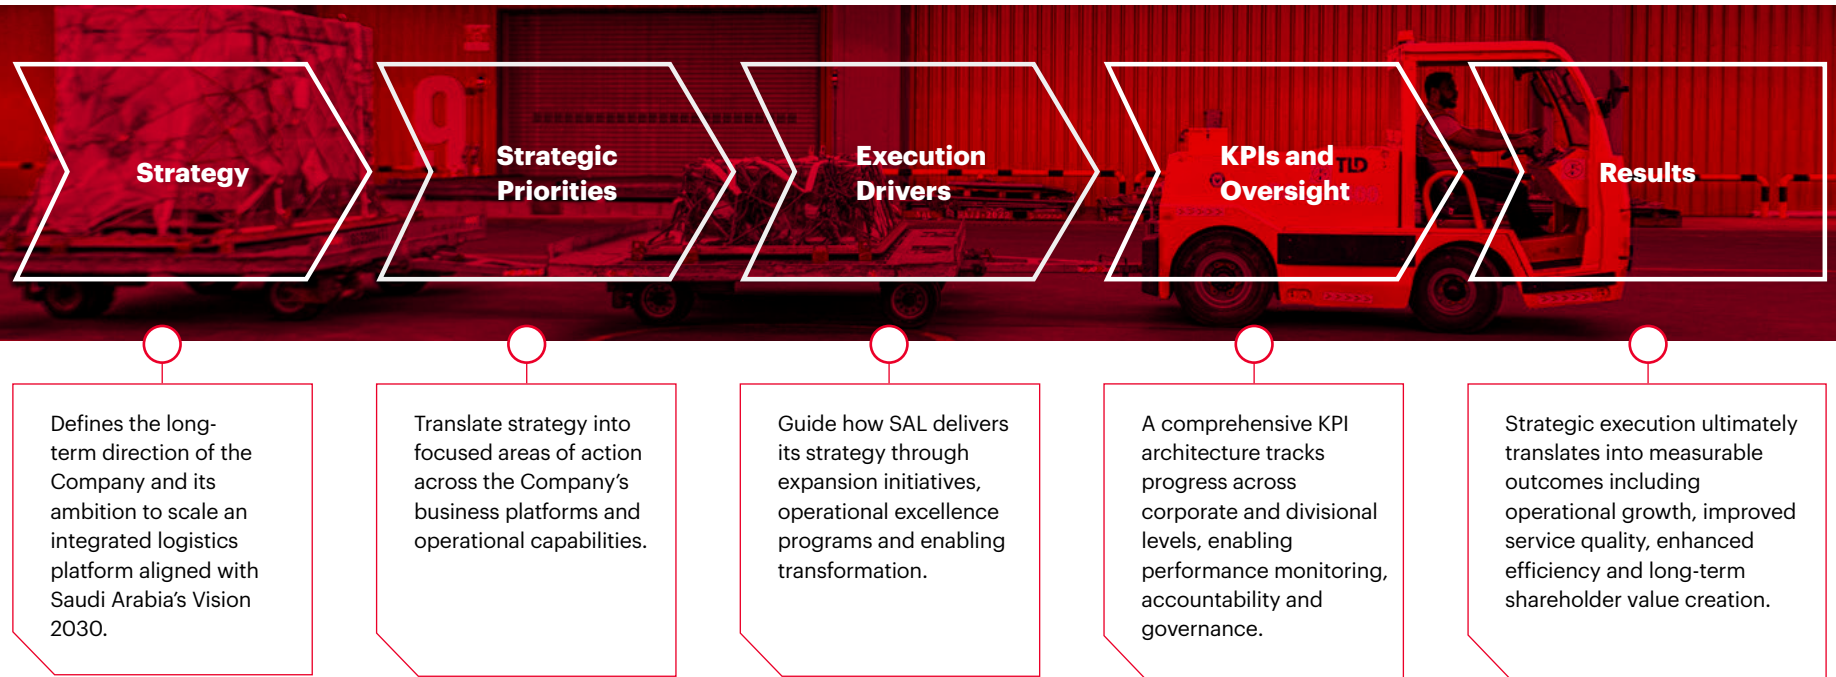 Strategy
Strategic
Priorities
Execution
Drivers
KPIs and
Oversight
Results
9
TLD
TLD
Defines the long-
term direction of the
Company and its
ambition to scale an
integrated logistics
platform aligned with
Saudi Arabia's Vision
2030.
Translate strategy into
focused areas of action
across the Company's
business platforms and
operational capabilities.
Guide how SAL delivers
its strategy through
expansion initiatives,
operational excellence
programs and enabling
transformation.
A comprehensive KPI
architecture tracks
progress across
corporate and divisional
levels, enabling
performance monitoring,
accountability and
governance.
Strategic execution ultimately
translates into measurable
outcomes including
operational growth, improved
service quality, enhanced
efficiency and long-term
shareholder value creation.